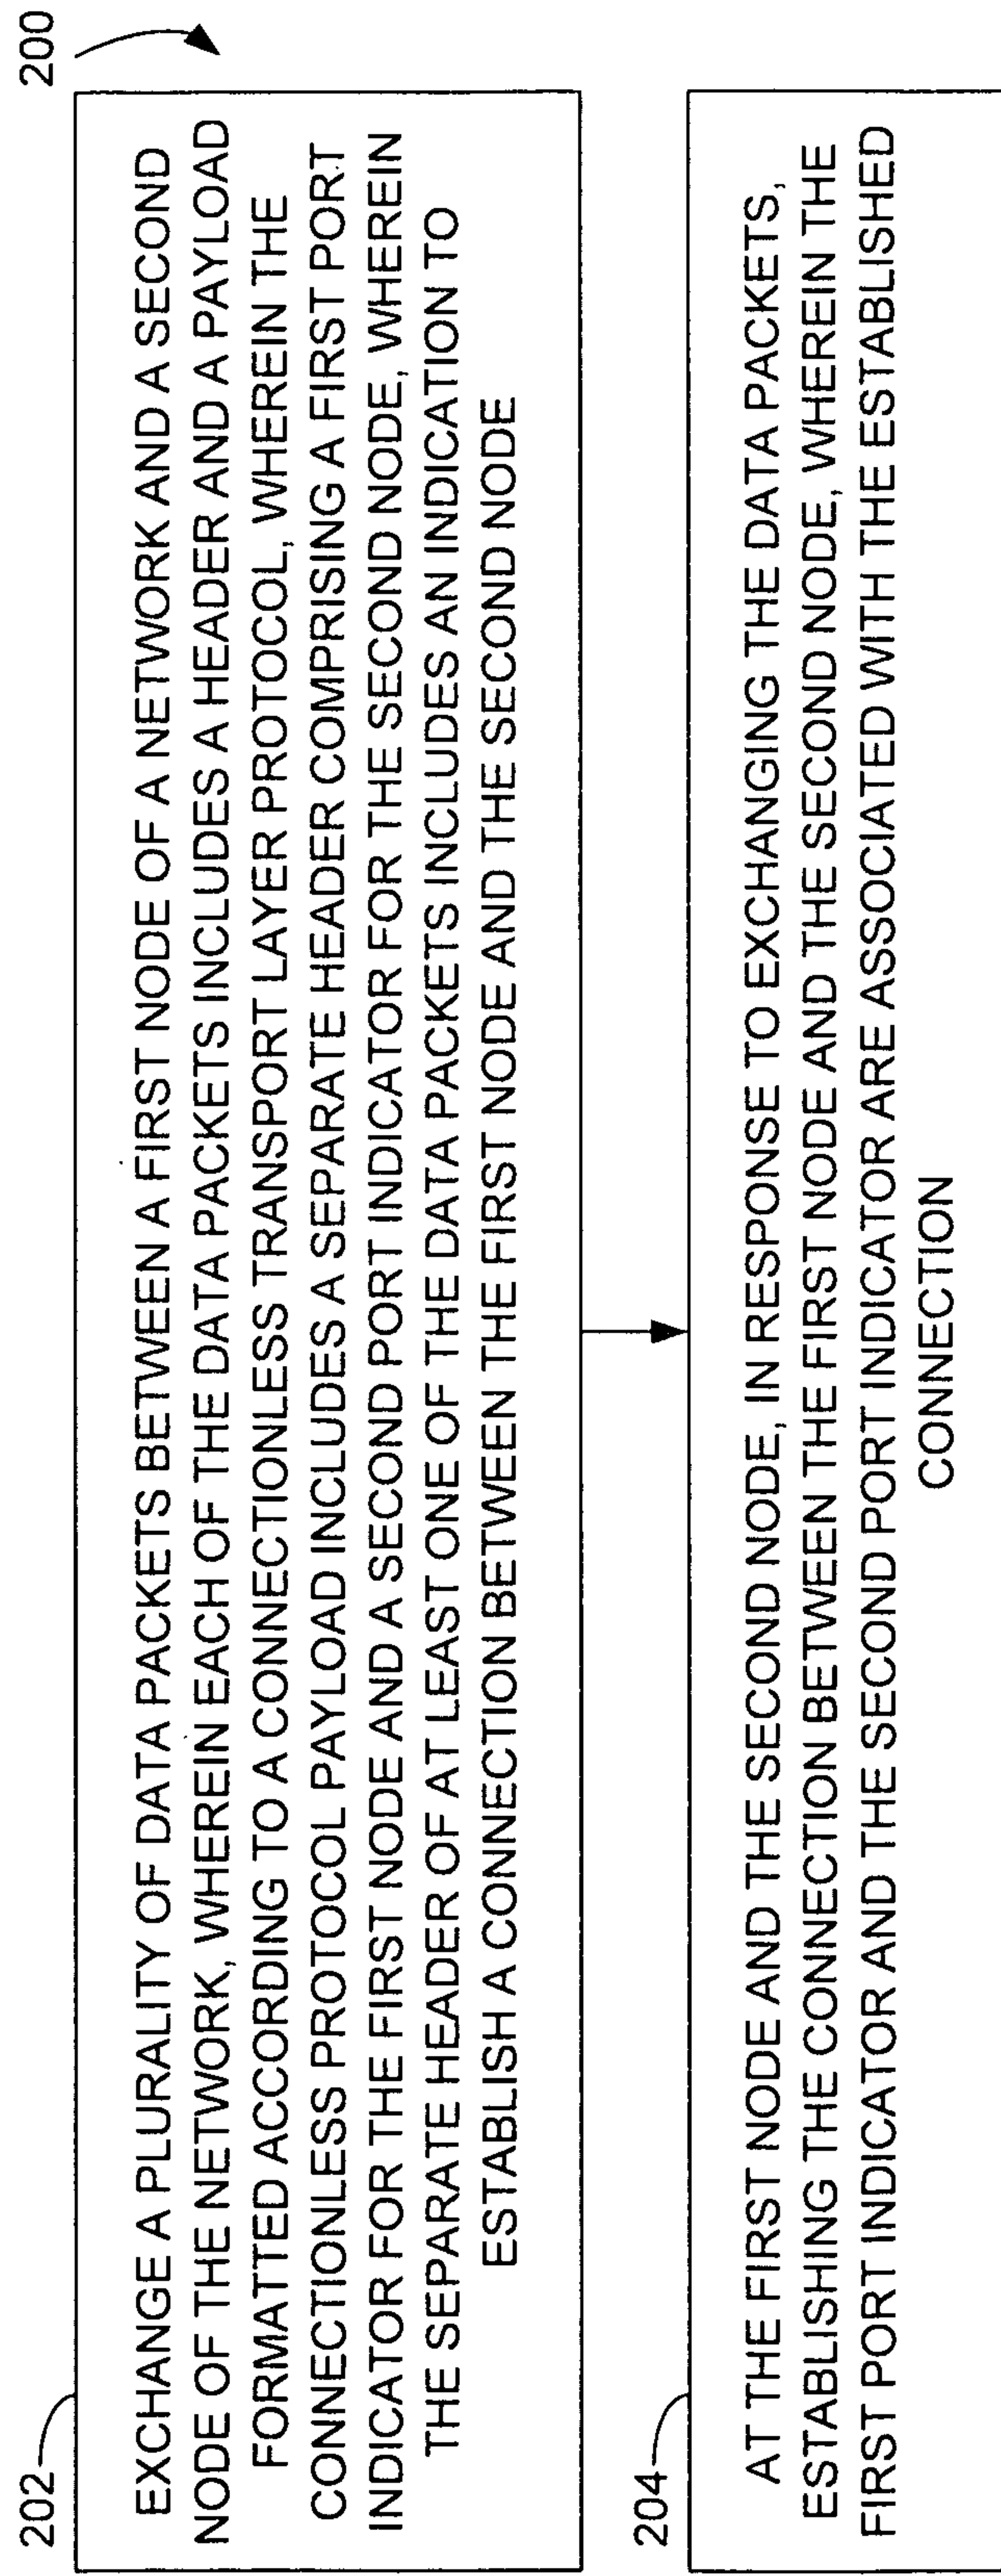 200
202
EXCHANGE A PLURALITY OF DATA PACKETS BETWEEN A FIRST NODE OF A NETWORK AND A SECOND
NODE OF THE NETWORK, WHEREIN EACH OF THE DATA PACKETS INCLUDES A HEADER AND A PAYLOAD
FORMATTED ACCORDING TO A CONNECTIONLESS TRANSPORT LAYER PROTOCOL, WHEREIN THE
CONNECTIONLESS PROTOCOL PAYLOAD INCLUDES A SEPARATE HEADER COMPRISING A FIRST PORT
INDICATOR FOR THE FIRST NODE AND A SECOND PORT INDICATOR FOR THE SECOND NODE, WHEREIN
THE SEPARATE HEADER OF AT LEAST ONE OF THE DATA PACKETS INCLUDES AN INDICATION TO
ESTABLISH A CONNECTION BETWEEN THE FIRST NODE AND THE SECOND NODE
204
AT THE FIRST NODE AND THE SECOND NODE, IN RESPONSE TO EXCHANGING THE DATA PACKETS,
ESTABLISHING THE CONNECTION BETWEEN THE FIRST NODE AND THE SECOND NODE, WHEREIN THE
FIRST PORT INDICATOR AND THE SECOND PORT INDICATOR ARE ASSOCIATED WITH THE ESTABLISHED
CONNECTION